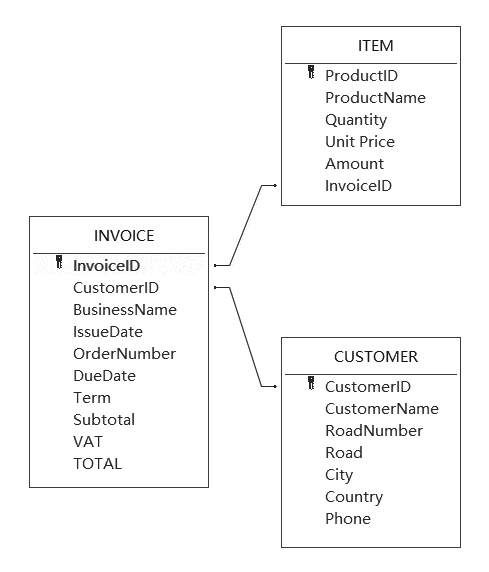 ITEM
ProductID
ProductName
Quantity
Unit Price
Amount
InvoiceID
INVOICE
InvoiceID
CustomerID
BusinessName
IssueDate
OrderNumber
DueDate
Term
Subtotal
VAT
TOTAL
CUSTOMER
CustomerID
CustomerName
RoadNumber
Road
City
Country
Phone